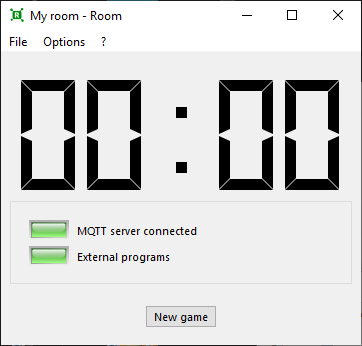 My room - Room
File Options ?
00:00
MQTT server connected
External programs
New game